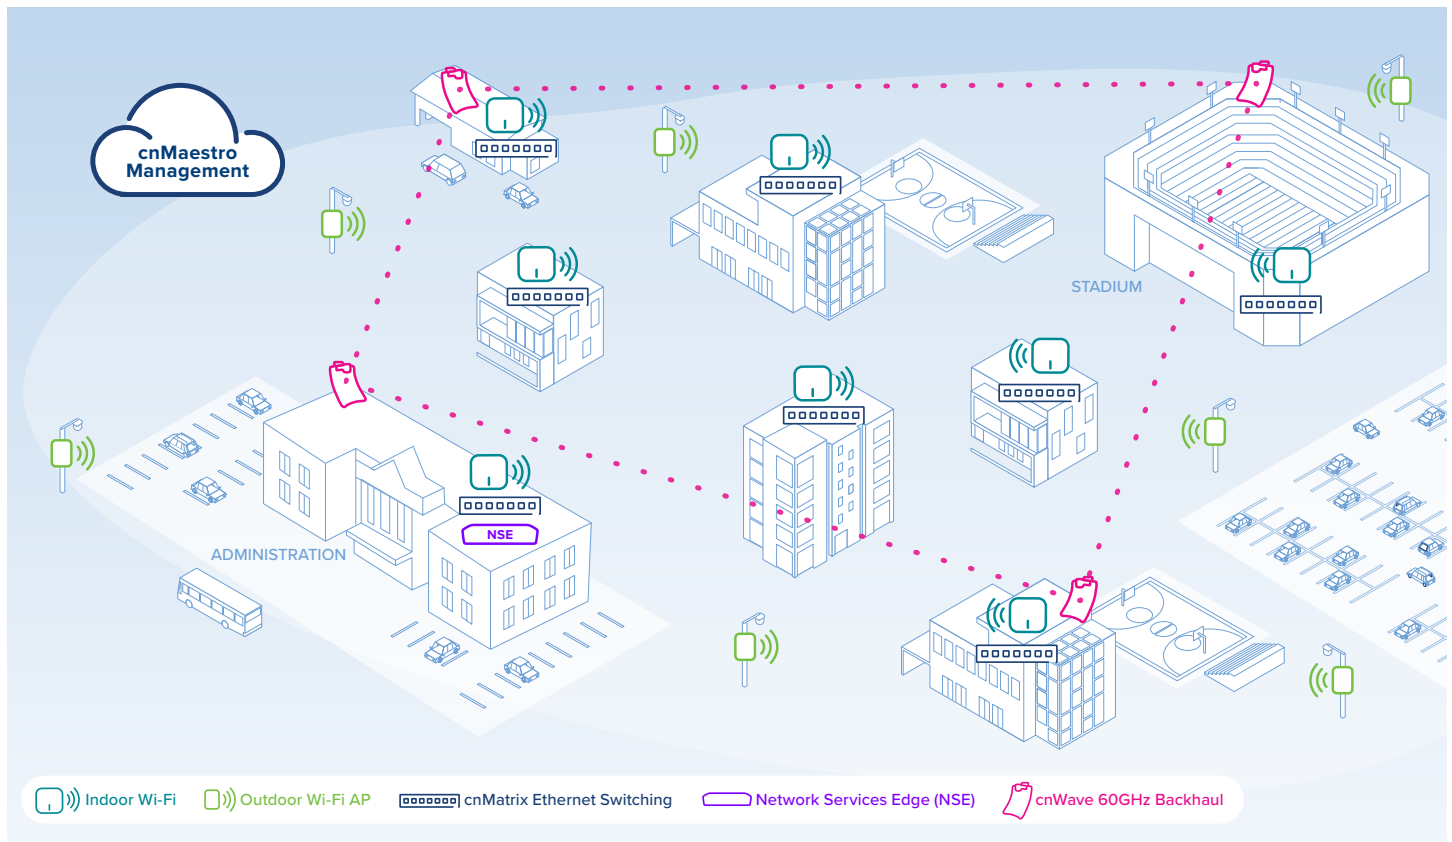 cnMaestro
Management
STADIUM
ADMINISTRATION
NSE
Indoor Wi-Fi
Outdoor Wi-Fi AP
cnMatrix Ethernet Switching
Network Services Edge (NSE)
cnWave 60GHz Backhaul